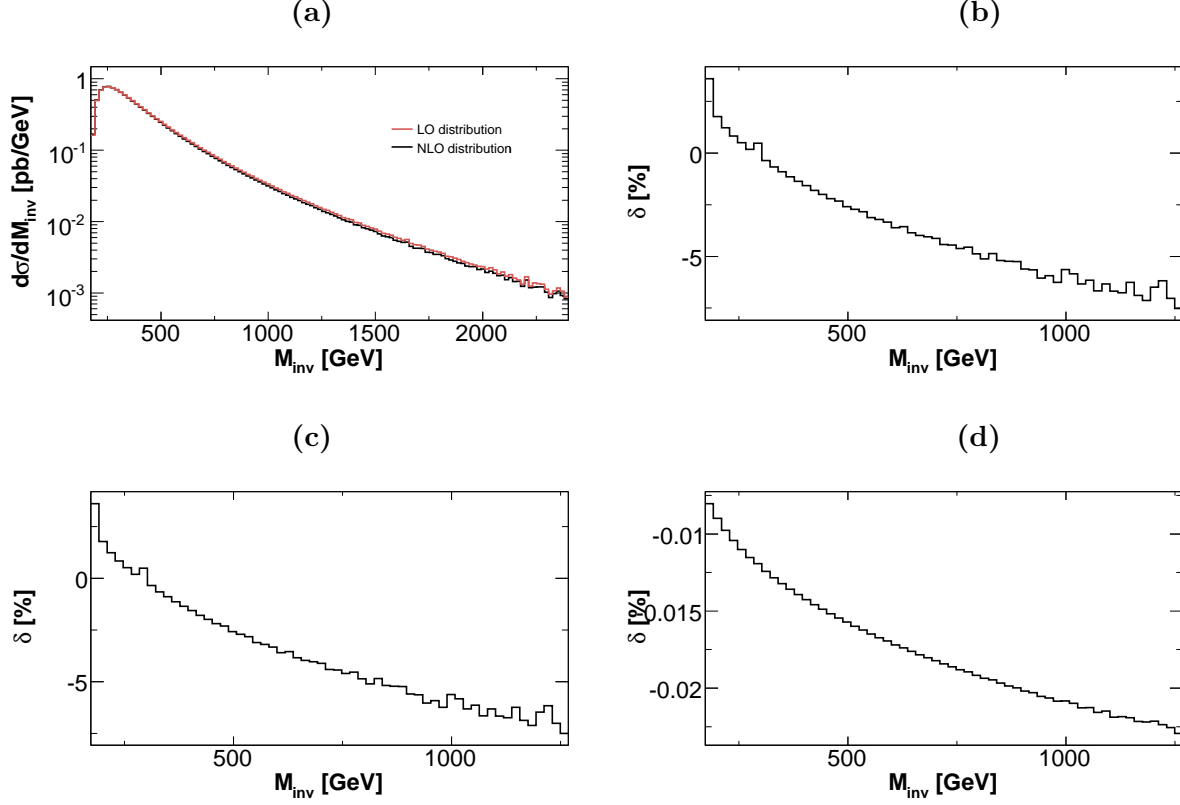 (a)
dσ/dM_inv [pb/GeV]
1
10^-1
10^-2
10^-3
LO distribution
NLO distribution
500 1000 1500 2000
M_inv [GeV]
(b)
δ [%]
0
-5
500 1000
M_inv [GeV]
(c)
δ [%]
0
-5
500 1000
M_inv [GeV]
(d)
δ [%]
-0.01
-0.015
-0.02
500 1000
M_inv [GeV]